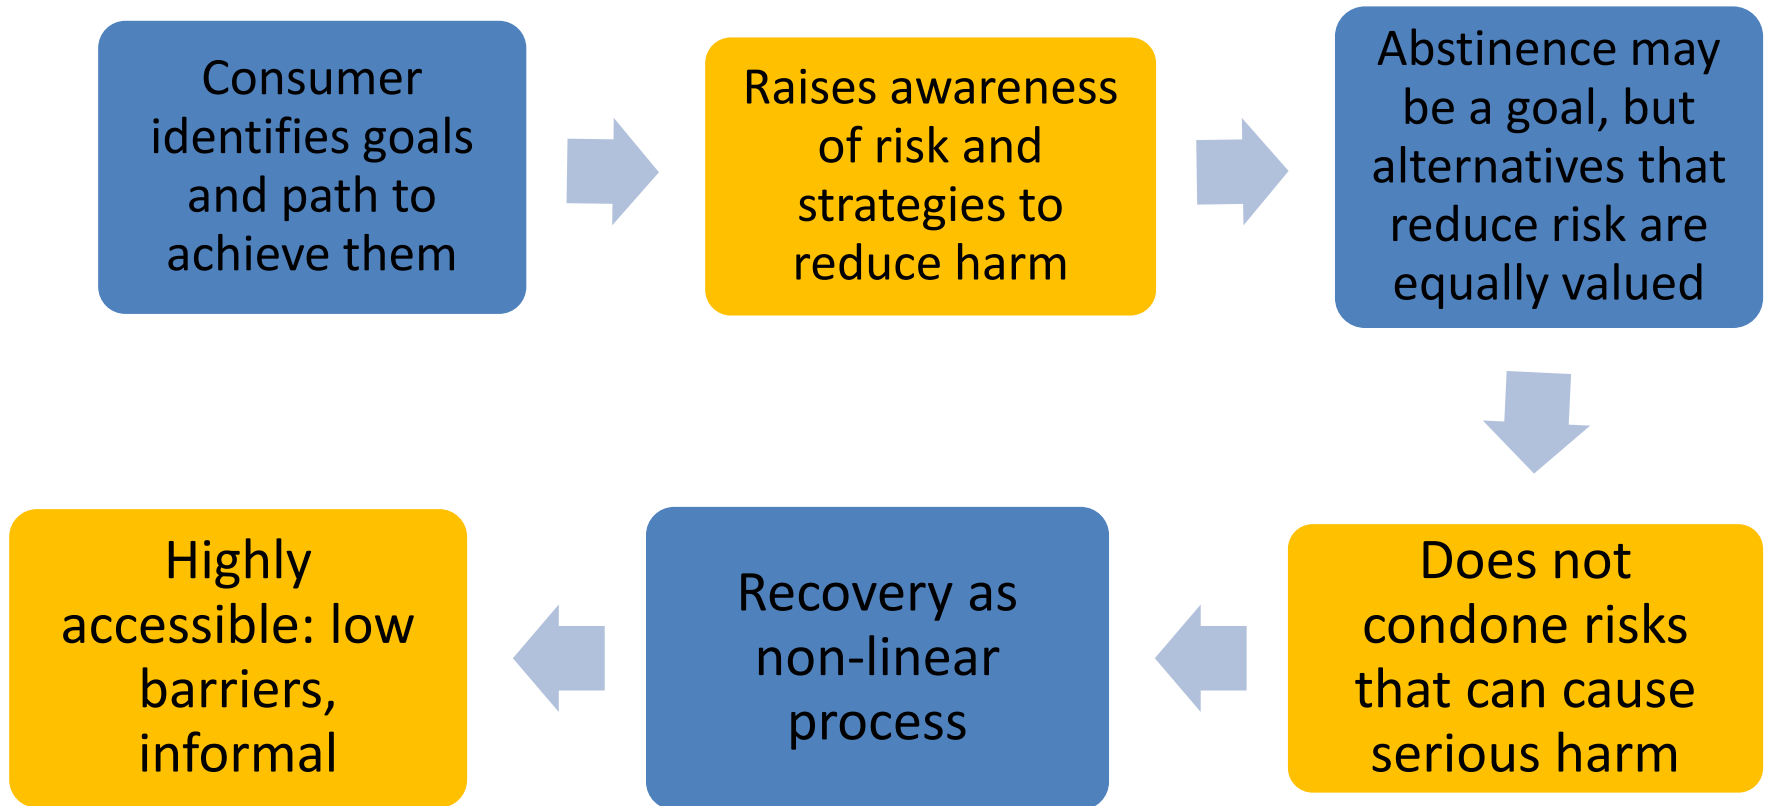 Consumer
identifies goals
and path to
achieve them
Raises awareness
of risk and
strategies to
reduce harm
Abstinence may
be a goal, but
alternatives that
reduce risk are
equally valued
Does not
condone risks
that can cause
serious harm
Recovery as
non-linear
process
Highly
accessible: low
barriers,
informal